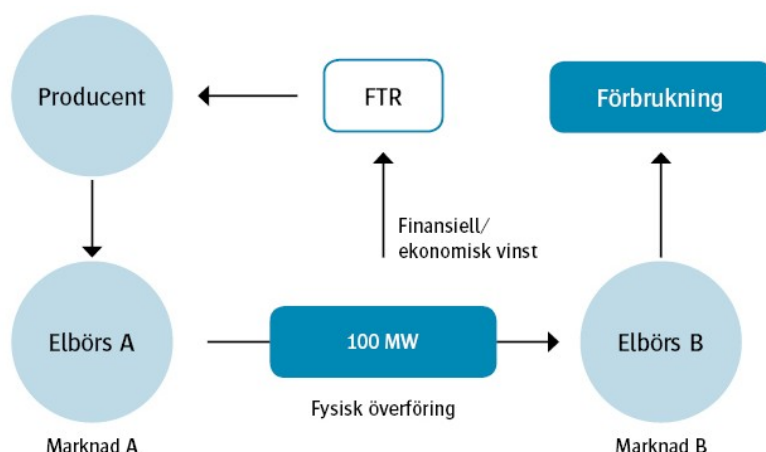 Producent
FTR
Förbrukning
Finansiell/
ekonomisk vinst
Elbörs A
100 MW
Elbörs B
Fysisk överföring
Marknad A
Marknad B